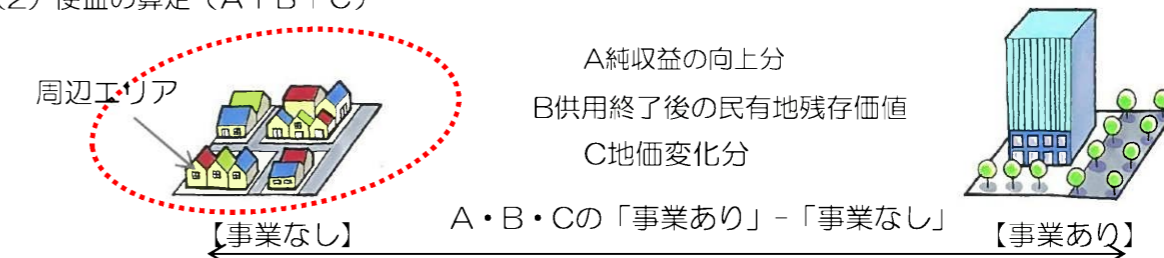 (2）便益の算定（A＋B＋C）
A純収益の向上分
周辺エリア
B供用終了後の民有地残存価値
C地価変化分
A・B・Cの「事業あり」-「事業なし」
【事業なし】
【事業あり】